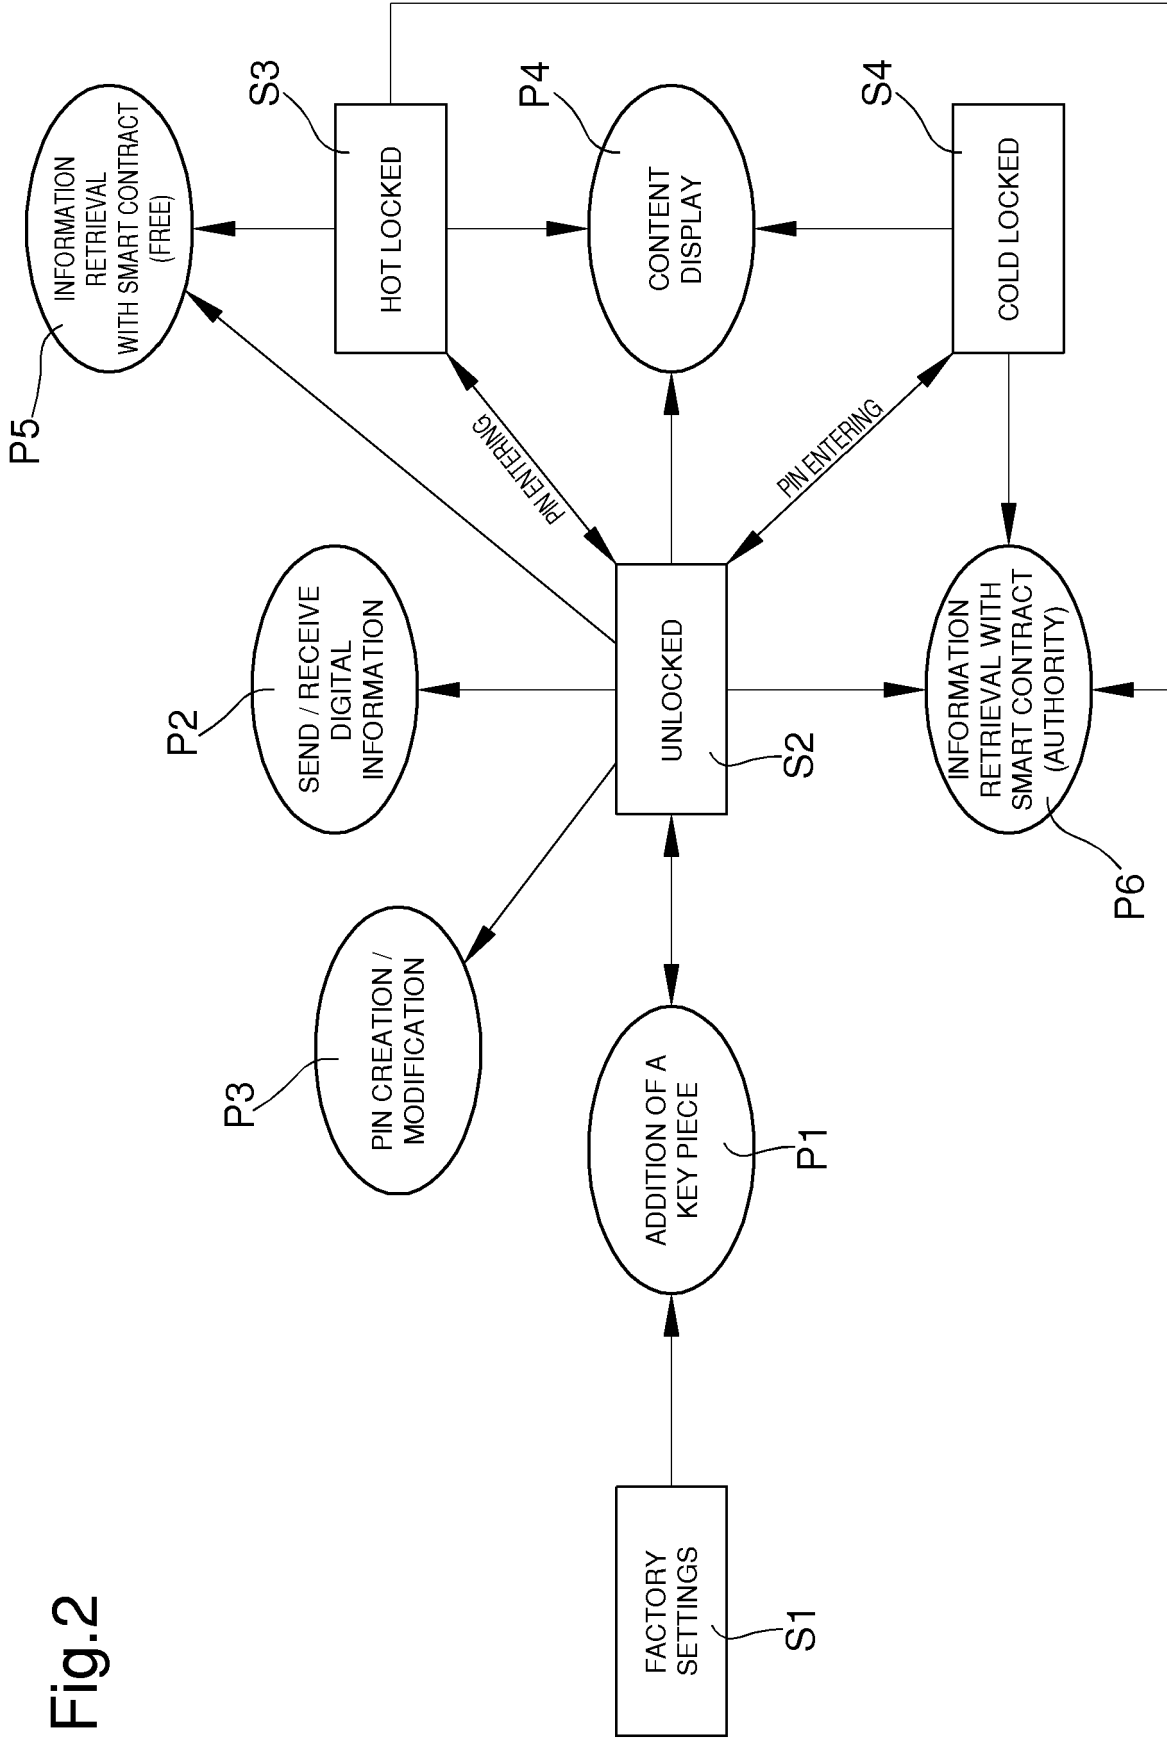 Fig.2
P5
INFORMATION
RETRIEVAL
WITH SMART CONTRACT
(FREE)
P2
SEND / RECEIVE
DIGITAL
INFORMATION
S3
HOT LOCKED
P3
PIN CREATION /
MODIFICATION
PIN ENTERING
FACTORY
SETTINGS
S1
ADDITION OF A
KEY PIECE
P1
UNLOCKED
S2
P4
CONTENT
DISPLAY
PIN ENTERING
P6
INFORMATION
RETRIEVAL WITH
SMART CONTRACT
(AUTHORITY)
S4
COLD LOCKED